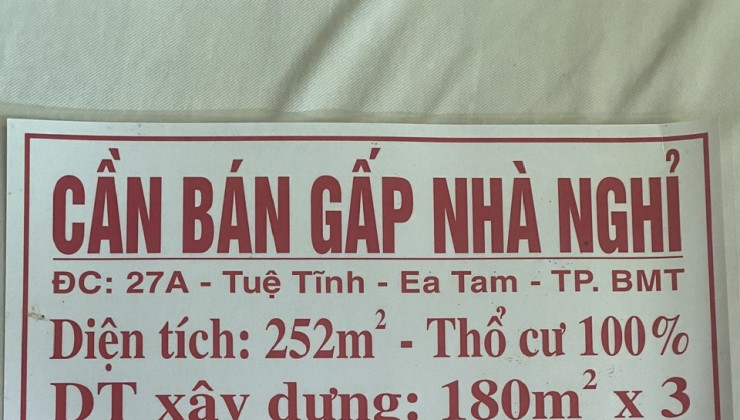 CẦN BÁN GẤP NHÀ NGHỈ
ĐC: 27A - Tuệ Tĩnh - Ea Tam - TP. BMT
Diện tích: 252m² - Thổ cư 100%
DT xây dựng: 180m² x 3